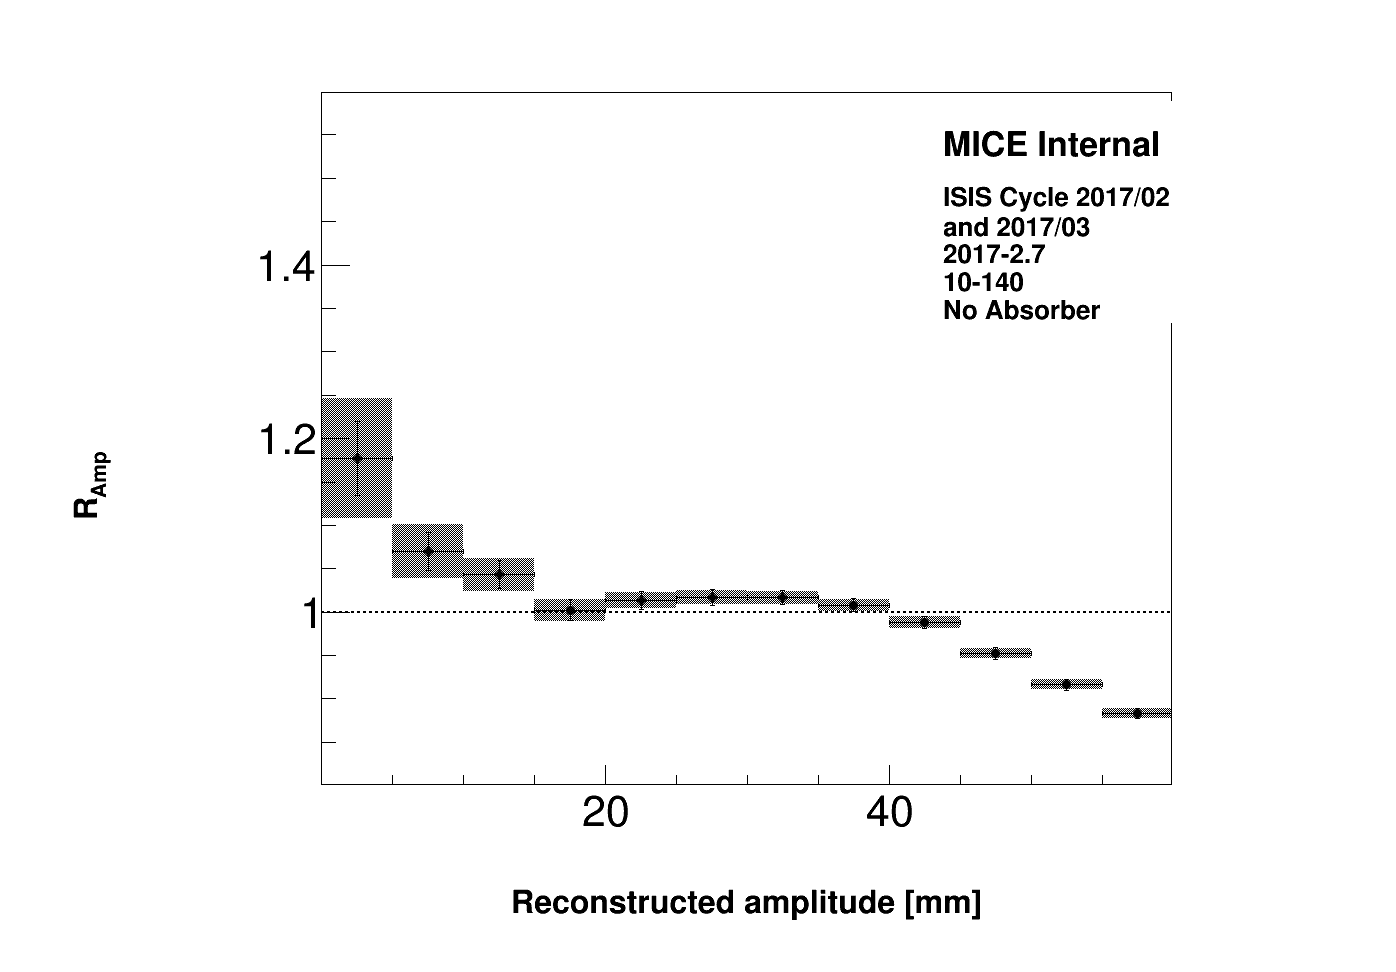 MICE Internal
ISIS Cycle 2017/02
and 2017/03
2017-2.7
10-140
No Absorber
1.4
1.2
1
R_Amp
20 40
Reconstructed amplitude [mm]